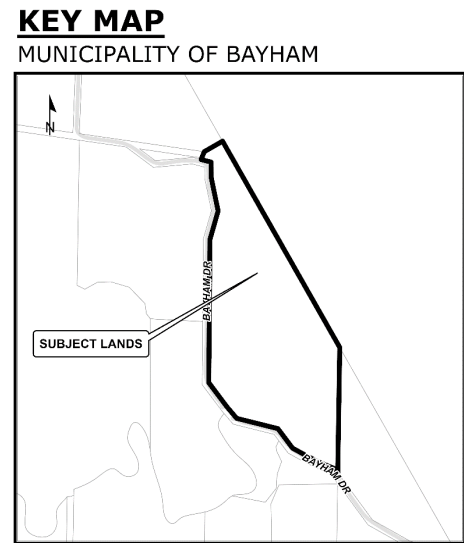 KEY MAP
MUNICIPALITY OF BAYHAM
N
BAYHAM DR
SUBJECT LANDS
BAYHAM DR